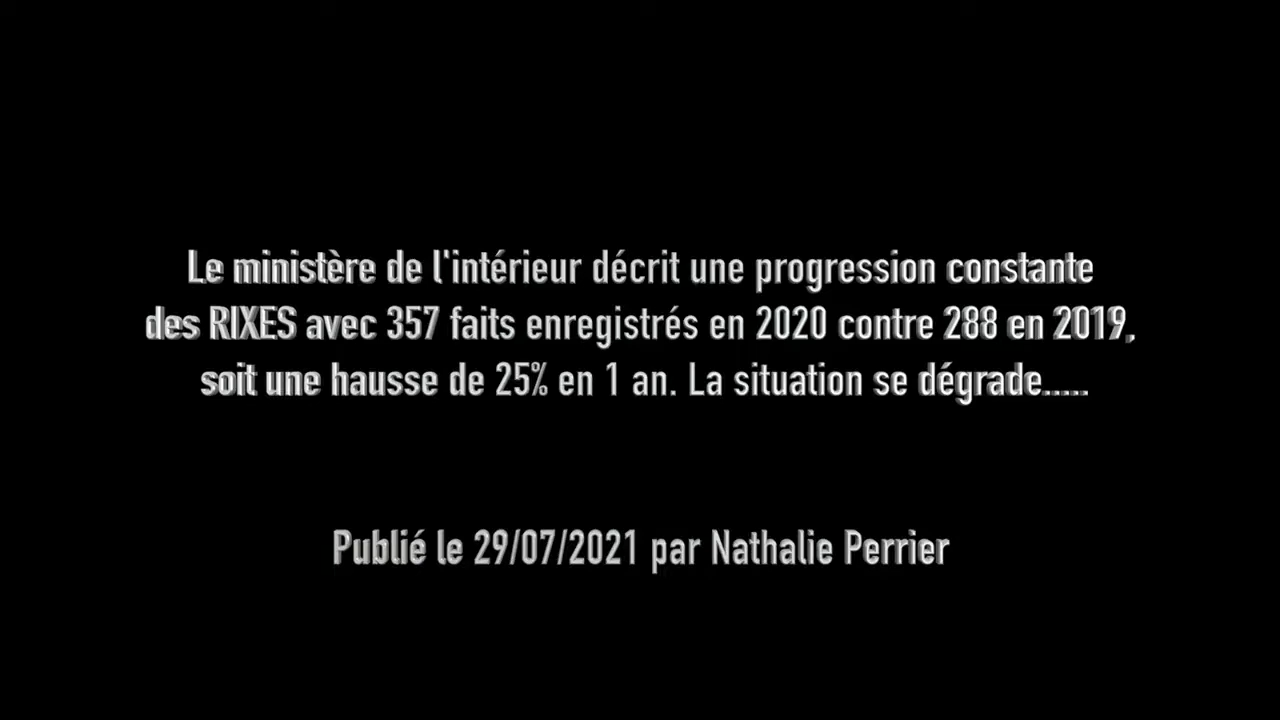 Le ministère de l'intérieur décrit une progression constante
des RIXES avec 357 faits enregistrés en 2020 contre 288 en 2019,
soit une hausse de 25% en 1 an. La situation se dégrade.....
Publié le 29/07/2021 par Nathalie Perrier